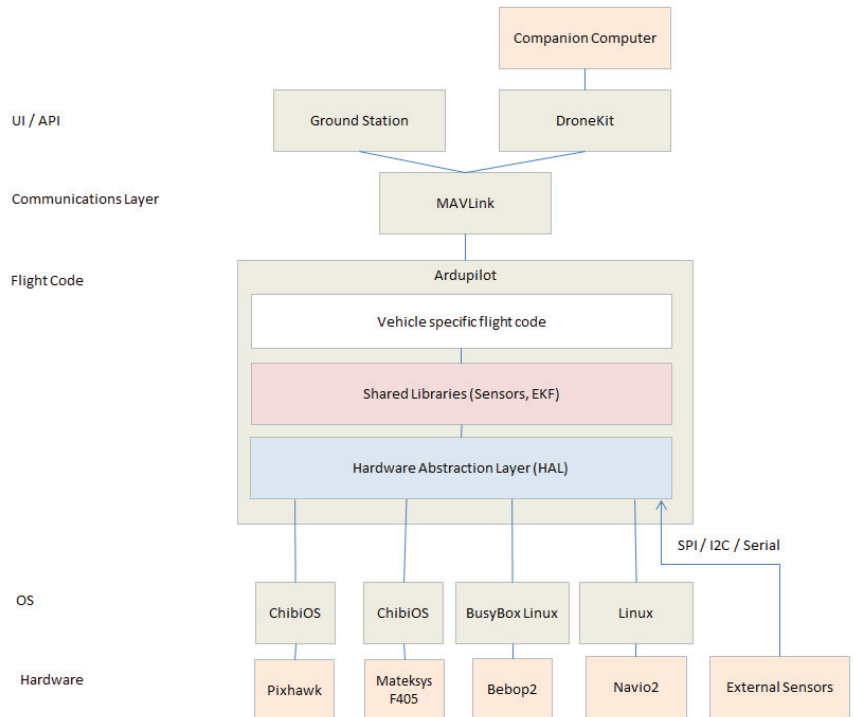 Companion Computer
UI / API
Ground Station
DroneKit
Communications Layer
MAVLink
Flight Code
Ardupilot
Vehicle specific flight code
Shared Libraries (Sensors, EKF)
Hardware Abstraction Layer (HAL)
SPI / I2C / Serial
OS
ChibiOS
ChibiOS
BusyBox Linux
Linux
Hardware
Pixhawk
Mateksys
F405
Bebop2
Navio2
External Sensors